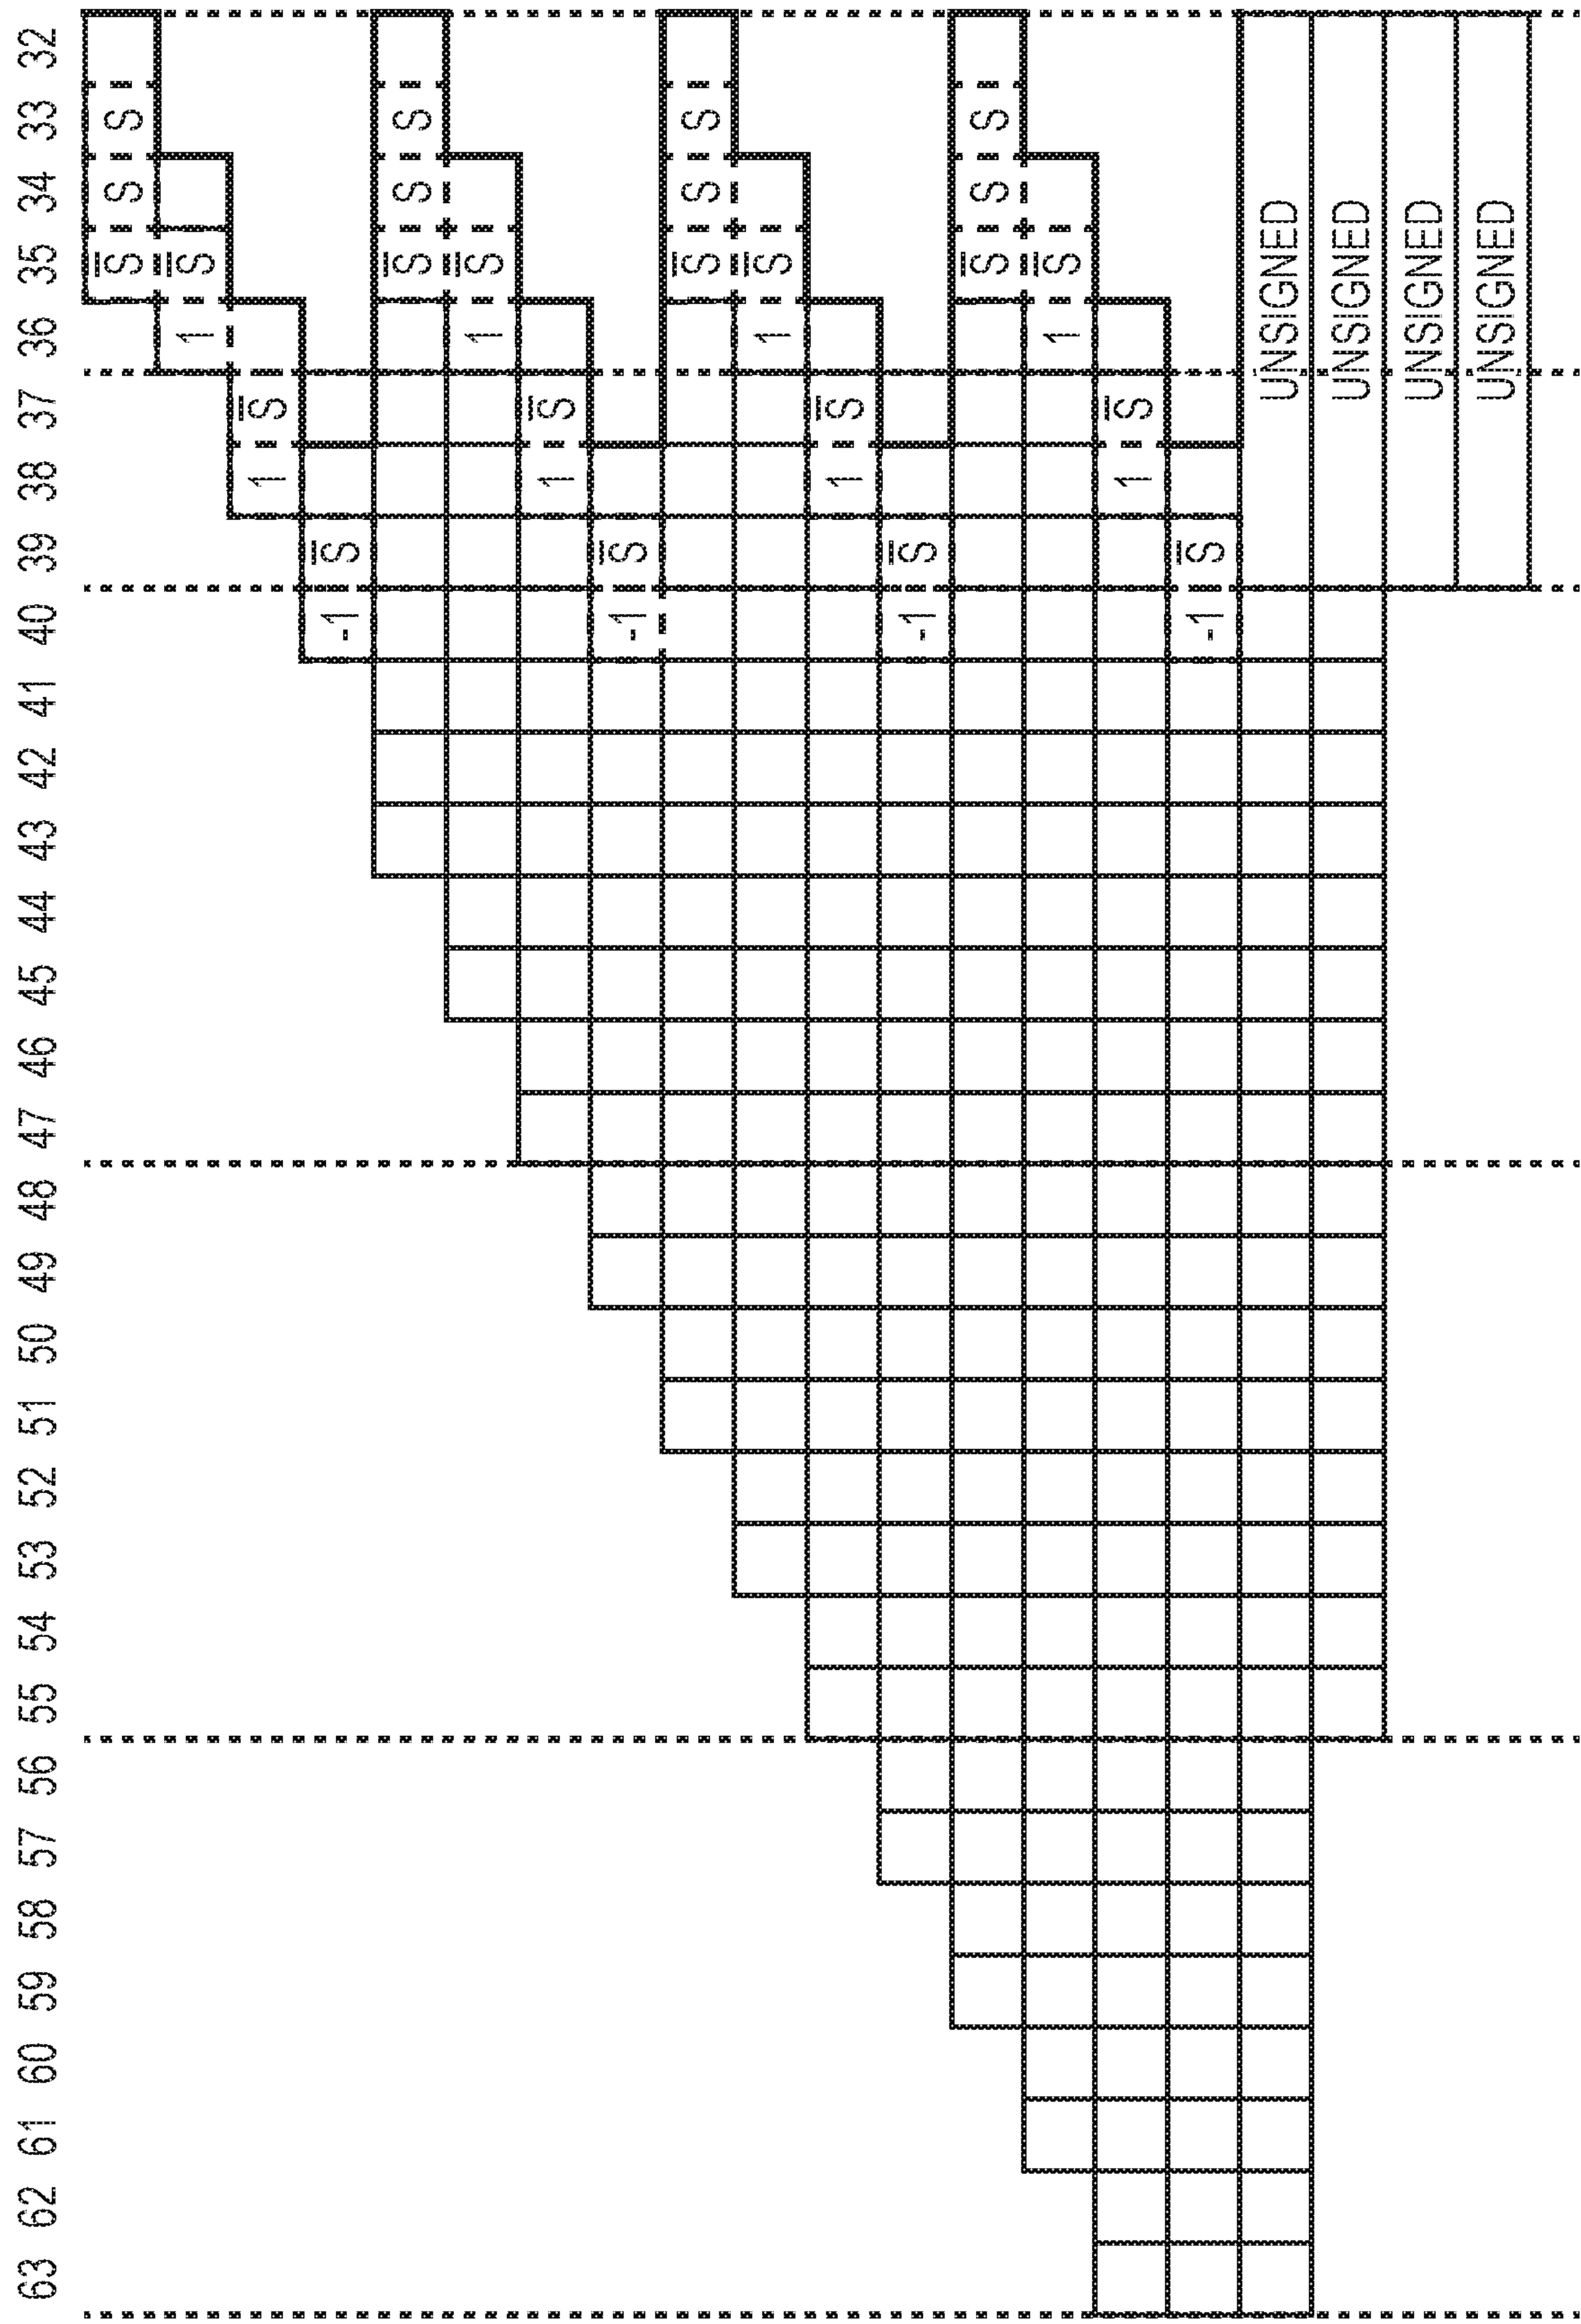 63 62 61 60 59 58 57 56 55 54 53 52 51 50 49 48 47 46 45 44 43 42 41 40 39 38 37 36 35 34 33 32
S̅ S S
1 S̅
1 S̅
-1 S̅
S̅ S S
1 S̅
1 S̅
-1 S̅
S̅ S S
1 S̅
1 S̅
-1 S̅
S̅ S S
1 S̅
1 S̅
-1 S̅
UNSIGNED
UNSIGNED
UNSIGNED
UNSIGNED